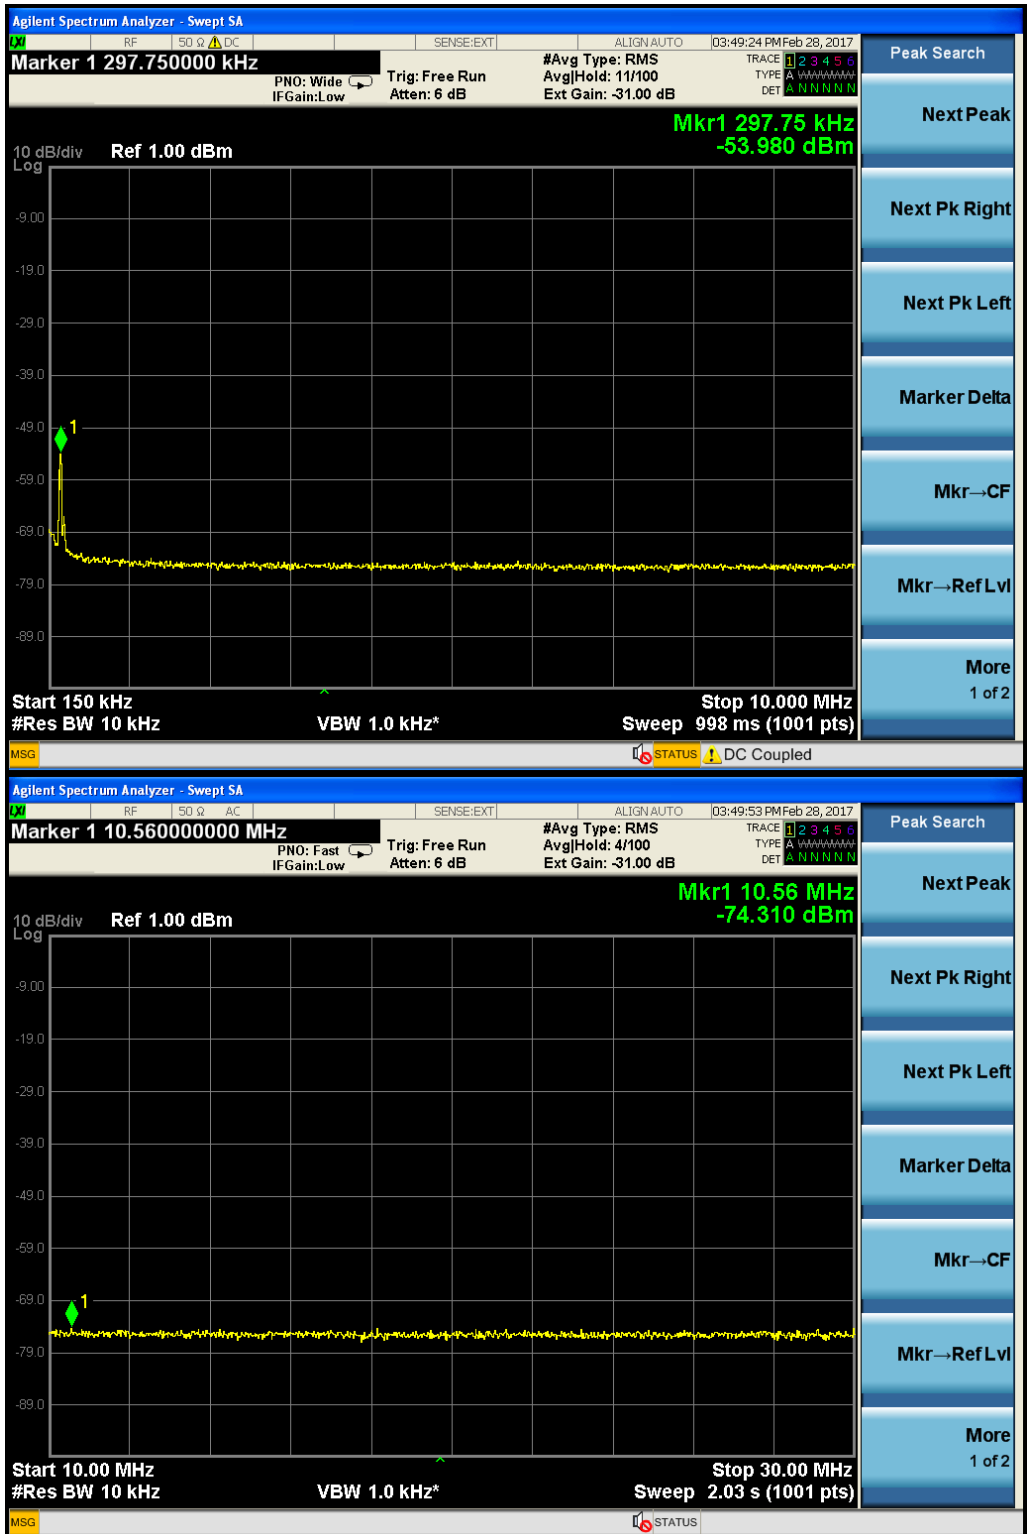 Agilent Spectrum Analyzer - Swept SA
LXI RF 50 Ω DC SENSE:EXT ALIGN AUTO 03:49:24 PM Feb 28, 2017
Marker 1 297.750000 kHz
PNO: Wide
IFGain:Low
Trig: Free Run
Atten: 6 dB
#Avg Type: RMS
Avg|Hold: 11/100
Ext Gain: -31.00 dB
TRACE 1 2 3 4 5 6
TYPE A WWWWW
DET A N N N N N
Mkr1 297.75 kHz
-53.980 dBm
10 dB/div Ref 1.00 dBm
Log
-9.00
-19.0
-29.0
-39.0
-49.0
-59.0
-69.0
-79.0
-89.0
1
Start 150 kHz Stop 10.000 MHz
#Res BW 10 kHz VBW 1.0 kHz* Sweep 998 ms (1001 pts)
MSG STATUS DC Coupled
Peak Search
Next Peak
Next Pk Right
Next Pk Left
Marker Delta
Mkr→CF
Mkr→Ref Lvl
More
1 of 2
Agilent Spectrum Analyzer - Swept SA
LXI RF 50 Ω AC SENSE:EXT ALIGN AUTO 03:49:53 PM Feb 28, 2017
Marker 1 10.560000000 MHz
PNO: Fast
IFGain:Low
Trig: Free Run
Atten: 6 dB
#Avg Type: RMS
Avg|Hold: 4/100
Ext Gain: -31.00 dB
TRACE 1 2 3 4 5 6
TYPE A WWWWW
DET A N N N N N
Mkr1 10.56 MHz
-74.310 dBm
10 dB/div Ref 1.00 dBm
Log
-9.00
-19.0
-29.0
-39.0
-49.0
-59.0
-69.0
-79.0
-89.0
1
Start 10.00 MHz Stop 30.00 MHz
#Res BW 10 kHz VBW 1.0 kHz* Sweep 2.03 s (1001 pts)
MSG STATUS
Peak Search
Next Peak
Next Pk Right
Next Pk Left
Marker Delta
Mkr→CF
Mkr→Ref Lvl
More
1 of 2